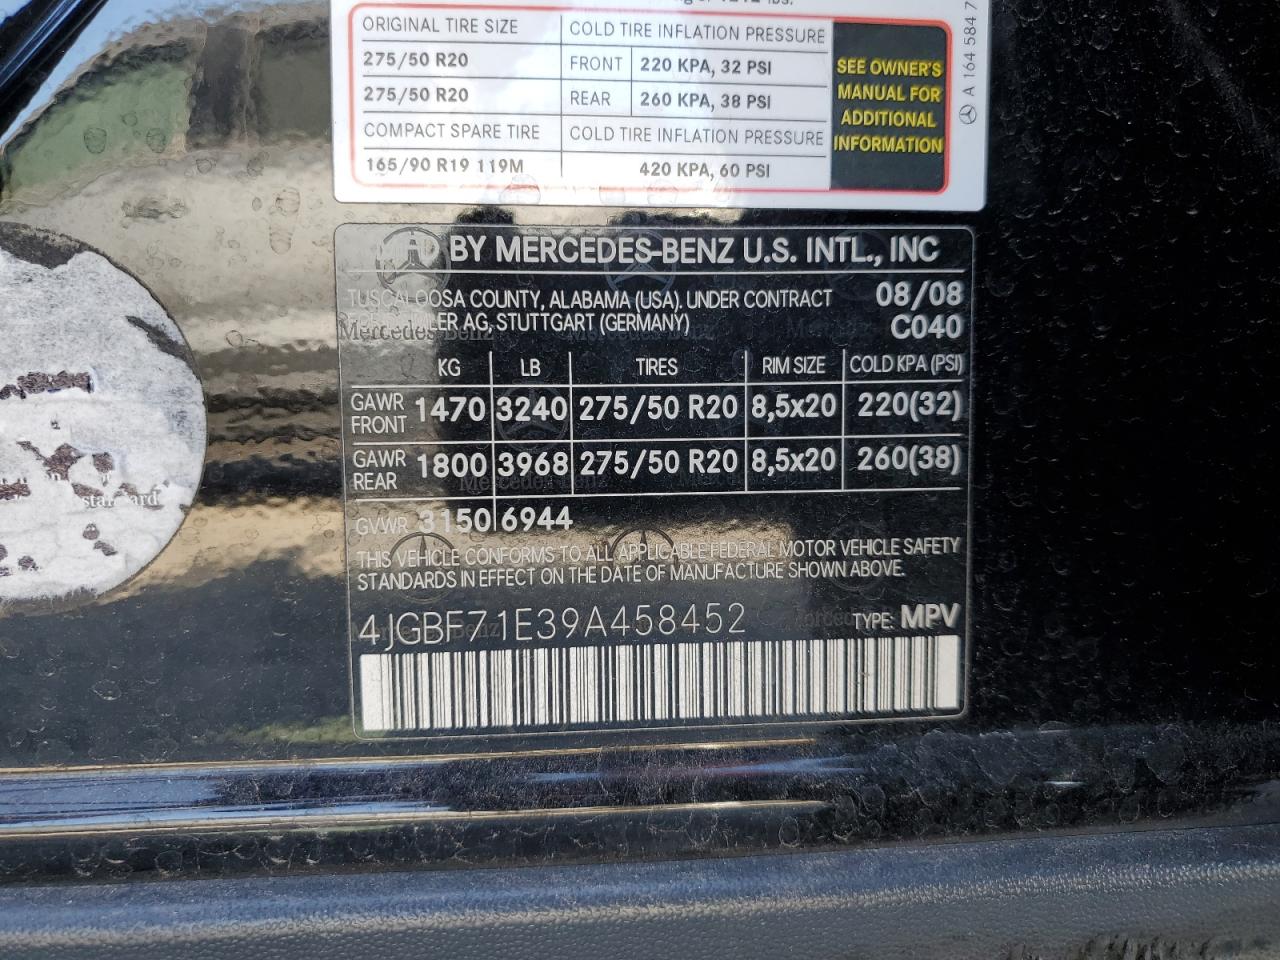 ORIGINAL TIRE SIZE COLD TIRE INFLATION PRESSURE
275/50 R20 FRONT 220 KPA, 32 PSI
275/50 R20 REAR 260 KPA, 38 PSI
COMPACT SPARE TIRE COLD TIRE INFLATION PRESSURE
165/90 R19 119M 420 KPA, 60 PSI
SEE OWNER'S
MANUAL FOR
ADDITIONAL
INFORMATION
A 164 584 7
MFD BY MERCEDES-BENZ U.S. INTL., INC
TUSCALOOSA COUNTY, ALABAMA (USA). UNDER CONTRACT 08/08
LER AG, STUTTGART (GERMANY) C040
Mercedes-Benz
KG LB TIRES RIM SIZE COLD KPA (PSI)
GAWR FRONT 1470 3240 275/50 R20 8,5x20 220(32)
GAWR REAR 1800 3968 275/50 R20 8,5x20 260(38)
GVWR 3150 6944
THIS VEHICLE CONFORMS TO ALL APPLICABLE FEDERAL MOTOR VEHICLE SAFETY
STANDARDS IN EFFECT ON THE DATE OF MANUFACTURE SHOWN ABOVE.
4JGBF71E39A458452 TYPE: MPV